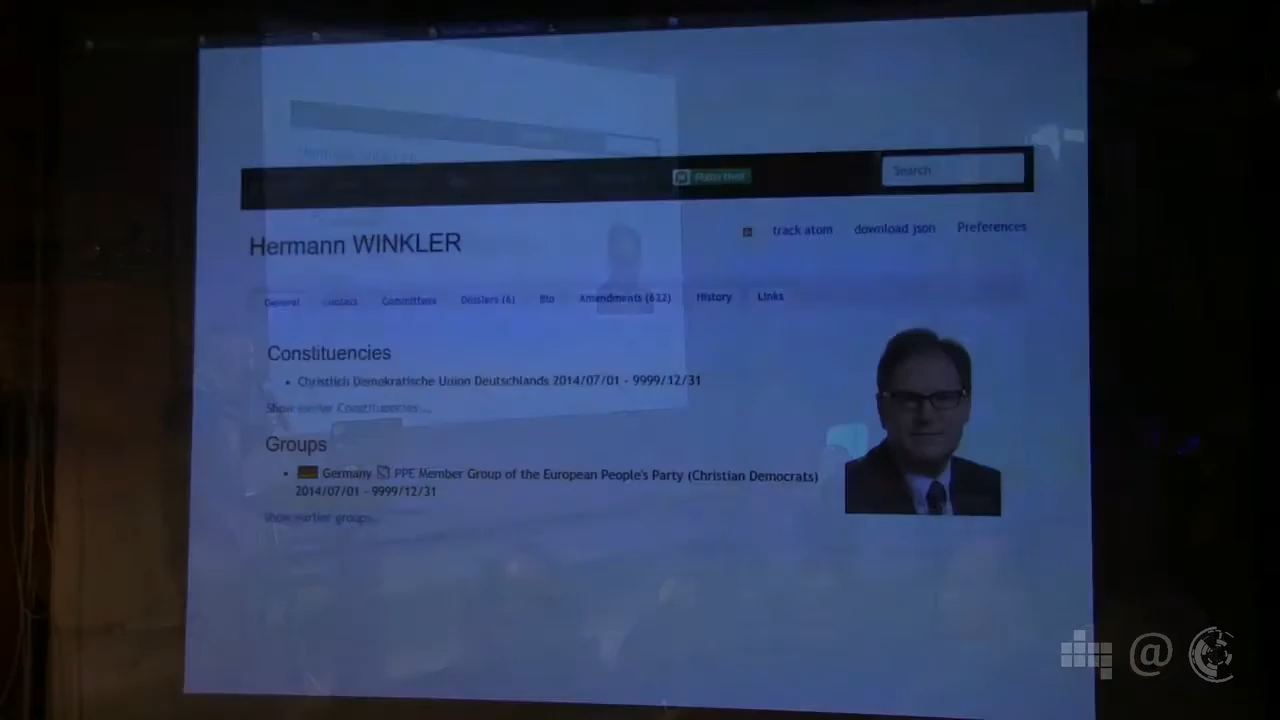 Search
Hermann WINKLER
track atom download json Preferences
General Contact Committees Dossiers (6) Bio Amendments (622) History Links
Constituencies
• Christlich Demokratische Union Deutschlands 2014/07/01 - 9999/12/31
Show earlier Constituencies ...
Groups
• Germany PPE Member Group of the European People's Party (Christian Democrats)
2014/07/01 - 9999/12/31
Show earlier groups...
@